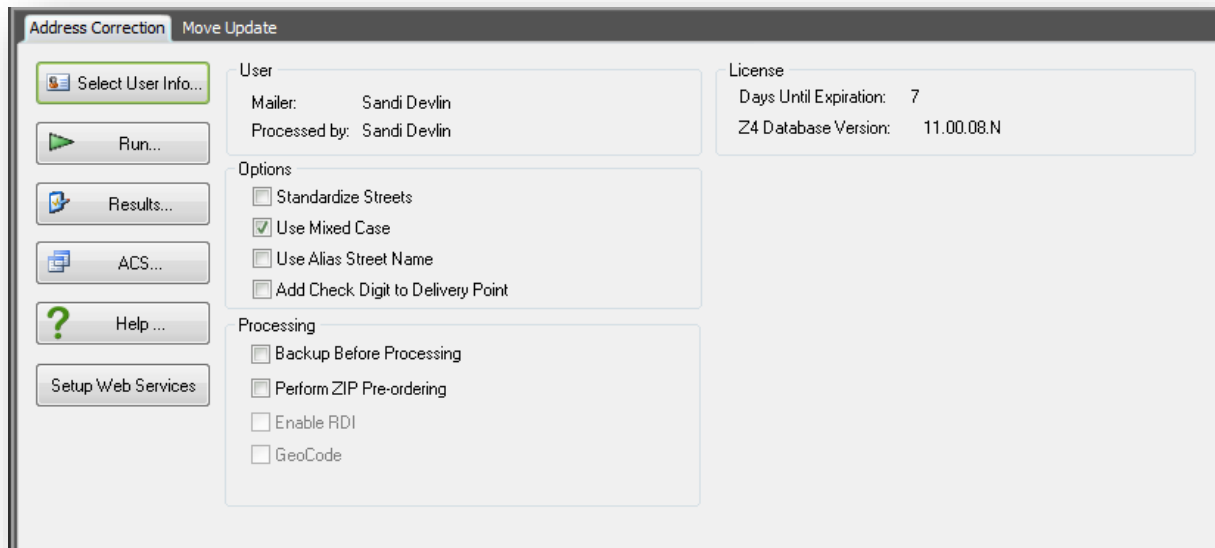 Address Correction Move Update
Select User Info...
Run...
Results...
ACS...
Help ...
Setup Web Services
User
Mailer: Sandi Devlin
Processed by: Sandi Devlin
Options
Standardize Streets
Use Mixed Case
Use Alias Street Name
Add Check Digit to Delivery Point
Processing
Backup Before Processing
Perform ZIP Pre-ordering
Enable RDI
GeoCode
License
Days Until Expiration: 7
Z4 Database Version: 11.00.08.N